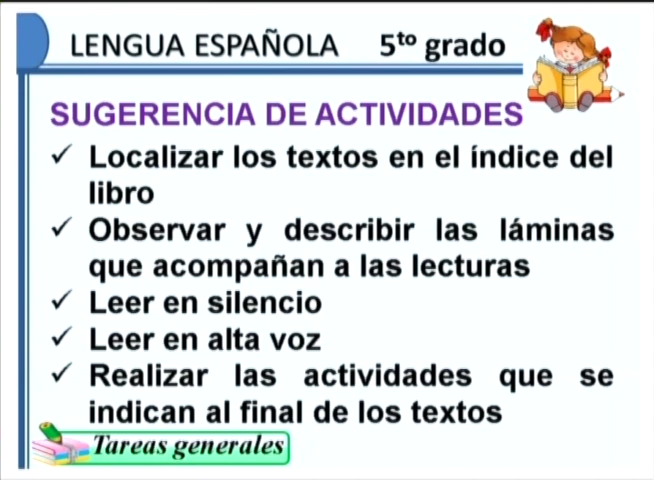 LENGUA ESPAÑOLA 5to grado
SUGERENCIA DE ACTIVIDADES
✓ Localizar los textos en el índice del
libro
✓ Observar y describir las láminas
que acompañan a las lecturas
✓ Leer en silencio
✓ Leer en alta voz
✓ Realizar las actividades que se
indican al final de los textos
Tareas generales